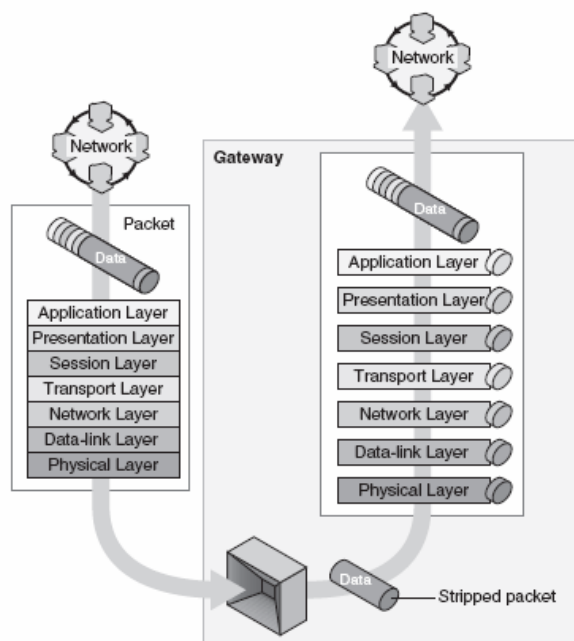 Network
Network
Gateway
Packet
Data
Application Layer
Presentation Layer
Session Layer
Transport Layer
Network Layer
Data-link Layer
Physical Layer
Data
Application Layer
Presentation Layer
Session Layer
Transport Layer
Network Layer
Data-link Layer
Physical Layer
Data
Stripped packet